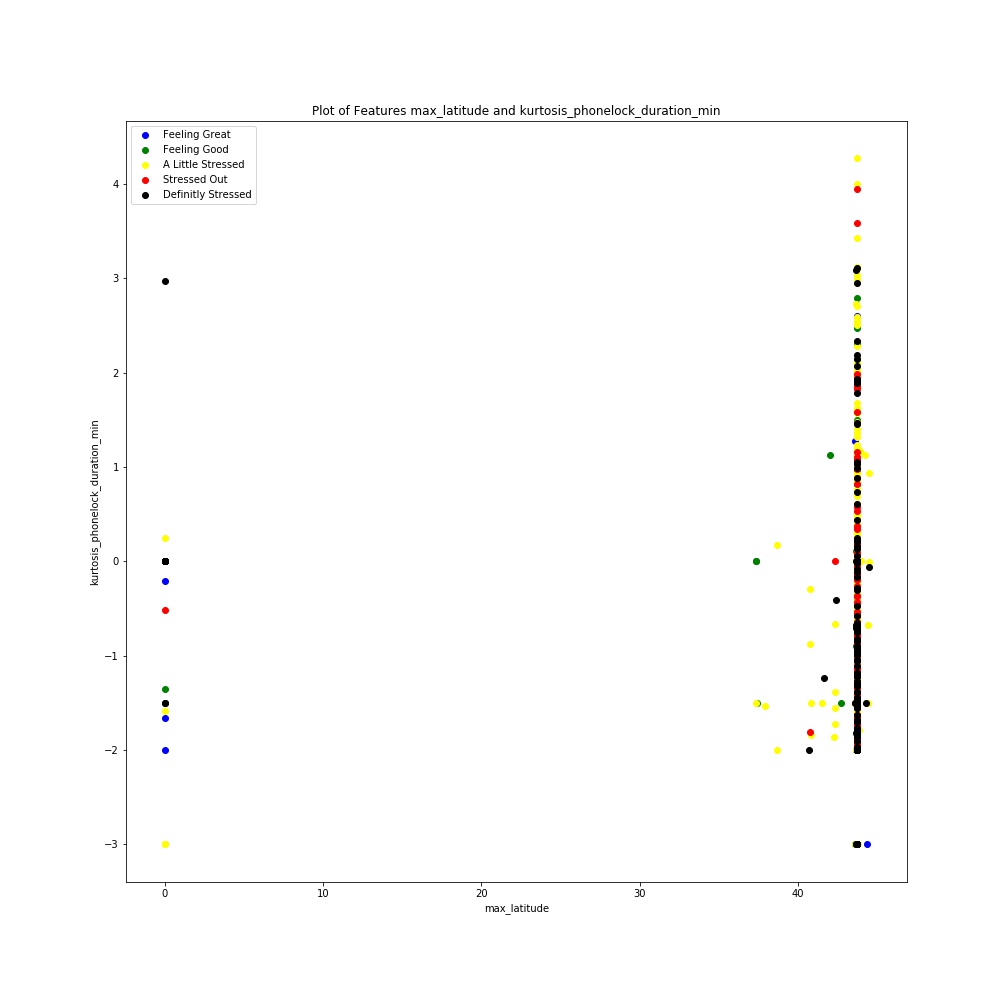 Plot of Features max_latitude and kurtosis_phonelock_duration_min
Feeling Great
Feeling Good
A Little Stressed
Stressed Out
Definitly Stressed
kurtosis_phonelock_duration_min
4
3
2
1
0
−1
−2
−3
0 10 20 30 40
max_latitude